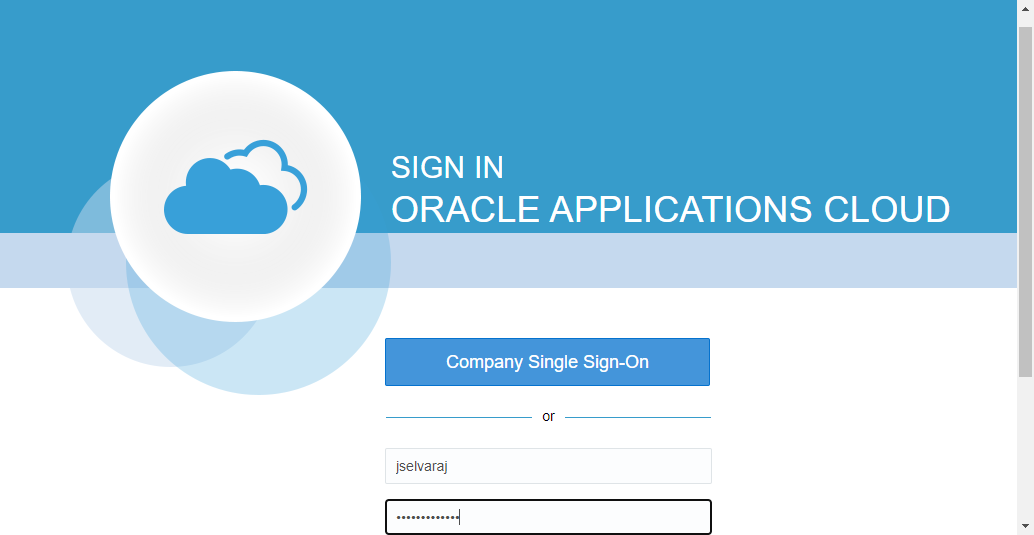 SIGN IN
ORACLE APPLICATIONS CLOUD
Company Single Sign-On
or
jselvaraj
•••••••••••••